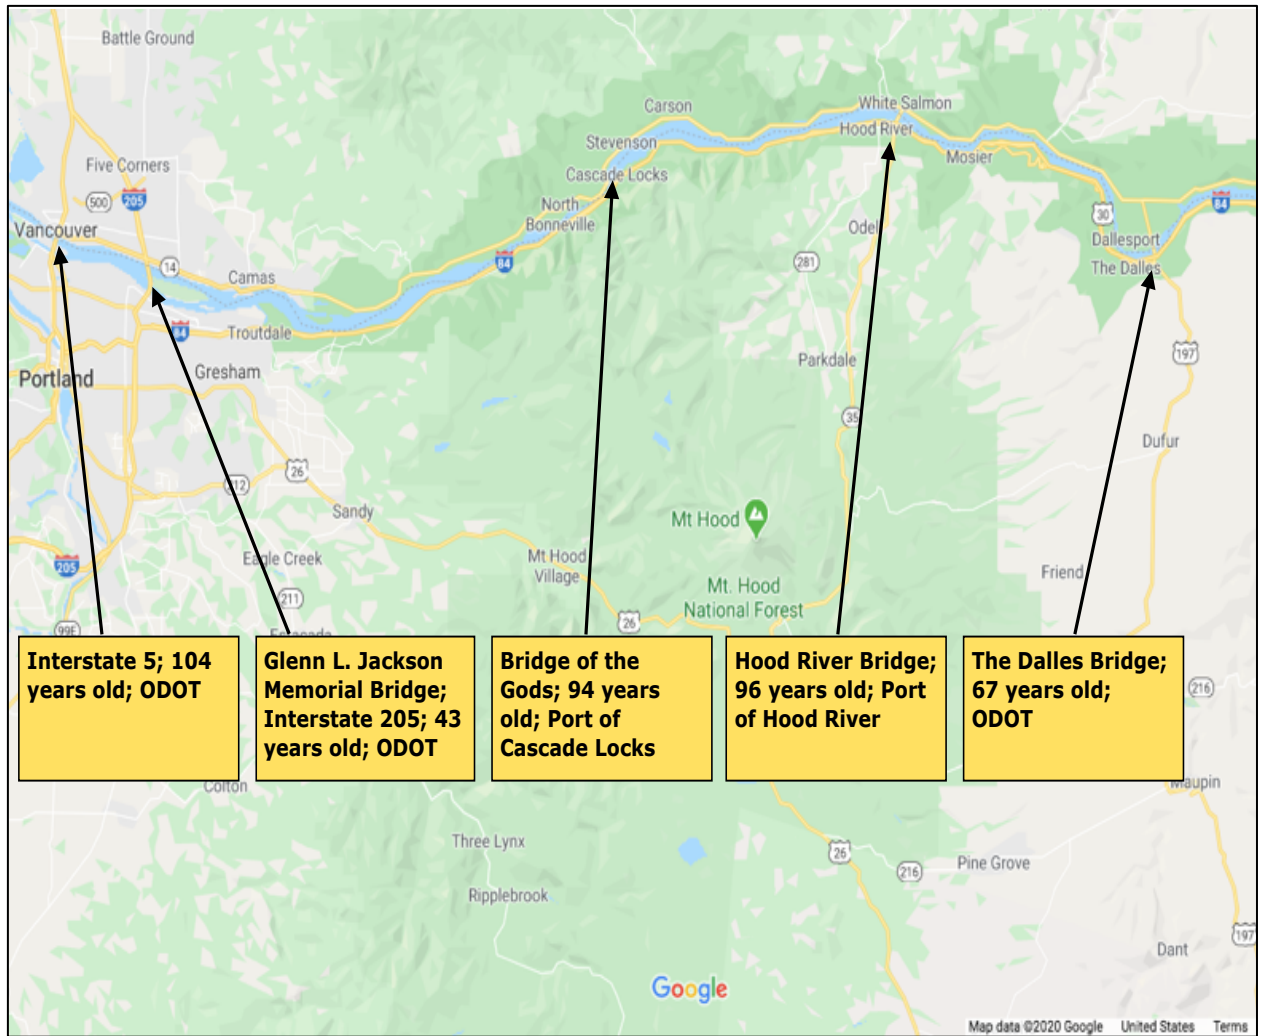 Battle Ground
Carson
White Salmon
Hood River
Stevenson
Mosier
Five Corners
Cascade Locks
205
500
North
Bonneville
30
84
Vancouver
Odel
Dallesport
14
84
281
The Dalles
Camas
84
Troutdale
197
Parkdale
Portland
Gresham
35
Dufur
26
212
Sandy
Mt Hood
Eagle Creek
Mt Hood
Village
205
Friend
Mt. Hood
National Forest
211
26
99E
Estacada
Interstate 5; 104
years old; ODOT
Glenn L. Jackson
Memorial Bridge;
Interstate 205; 43
years old; ODOT
Bridge of the
Gods; 94 years
old; Port of
Cascade Locks
Hood River Bridge;
96 years old; Port
of Hood River
The Dalles Bridge;
67 years old;
ODOT
216
Colton
Maupin
Three Lynx
26
216
Pine Grove
Ripplebrook
197
Dant
Google
Map data ©2020 Google United States Terms